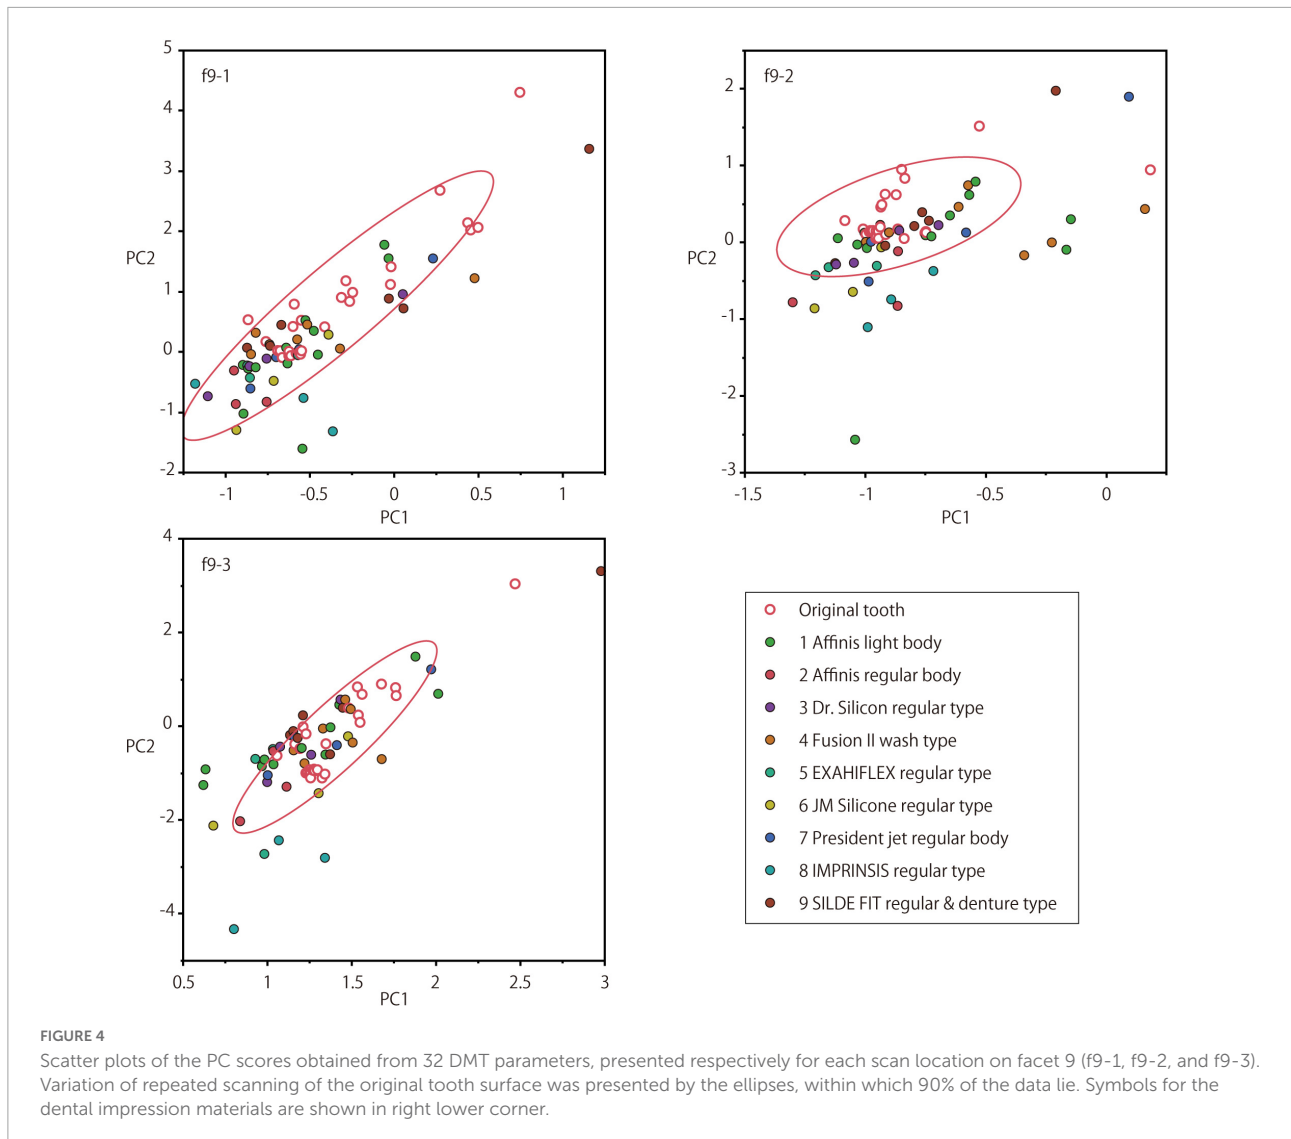 f9-1
5
4
3
2
1
0
-1
-2
PC2
-1
-0.5
0
0.5
1
PC1
f9-2
2
1
0
-1
-2
-3
PC2
-1.5
-1
-0.5
0
PC1
f9-3
4
2
0
-2
-4
PC2
0.5
1
1.5
2
2.5
3
PC1
Original tooth
1 Affinis light body
2 Affinis regular body
3 Dr. Silicon regular type
4 Fusion II wash type
5 EXAHIFLEX regular type
6 JM Silicone regular type
7 President jet regular body
8 IMPRINSIS regular type
9 SILDE FIT regular & denture type
FIGURE 4
Scatter plots of the PC scores obtained from 32 DMT parameters, presented respectively for each scan location on facet 9 (f9-1, f9-2, and f9-3).
Variation of repeated scanning of the original tooth surface was presented by the ellipses, within which 90% of the data lie. Symbols for the
dental impression materials are shown in right lower corner.